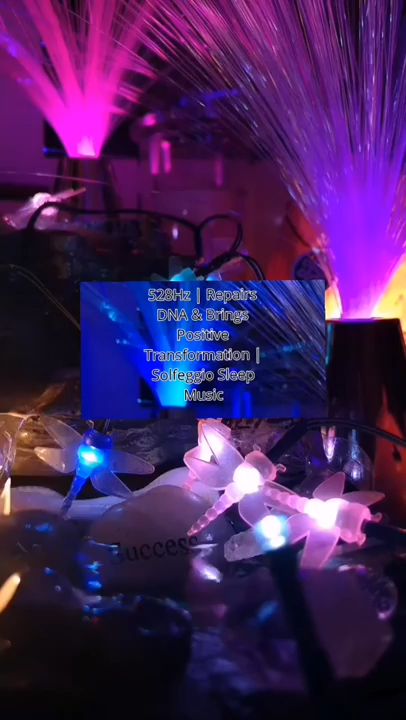 528Hz | Repairs
DNA & Brings
Positive
Transformation |
Solfeggio Sleep
Music
Success